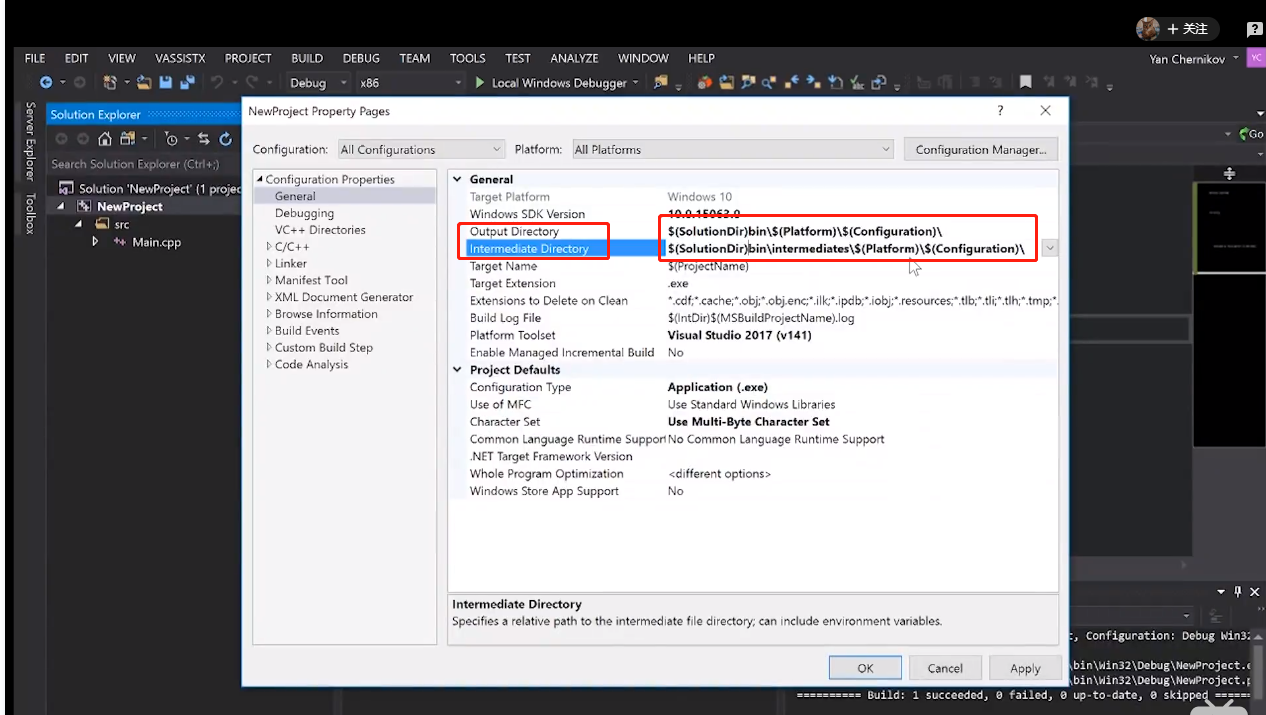 + 关注
FILE EDIT VIEW VASSISTX PROJECT BUILD DEBUG TEAM TOOLS TEST ANALYZE WINDOW HELP
Yan Chernikov YC
Debug x86 Local Windows Debugger
Server Explorer
Toolbox
Solution Explorer
Search Solution Explorer (Ctrl+;)
Solution 'NewProject' (1 projec
NewProject
src
Main.cpp
Go
NewProject Property Pages
? ×
Configuration: All Configurations Platform: All Platforms Configuration Manager...
Configuration Properties
General
Debugging
VC++ Directories
C/C++
Linker
Manifest Tool
XML Document Generator
Browse Information
Build Events
Custom Build Step
Code Analysis
General
Target Platform Windows 10
Windows SDK Version 10.0.15063.0
Output Directory $(SolutionDir)bin\$(Platform)\$(Configuration)\
Intermediate Directory $(SolutionDir)bin\intermediates\$(Platform)\$(Configuration)\
Target Name $(ProjectName)
Target Extension .exe
Extensions to Delete on Clean *.cdf;*.cache;*.obj;*.obj.enc;*.ilk;*.ipdb;*.iobj;*.resources;*.tlb;*.tli;*.tlh;*.tmp;*.
Build Log File $(IntDir)$(MSBuildProjectName).log
Platform Toolset Visual Studio 2017 (v141)
Enable Managed Incremental Build No
Project Defaults
Configuration Type Application (.exe)
Use of MFC Use Standard Windows Libraries
Character Set Use Multi-Byte Character Set
Common Language Runtime Support No Common Language Runtime Support
.NET Target Framework Version
Whole Program Optimization <different options>
Windows Store App Support No
Intermediate Directory
Specifies a relative path to the intermediate file directory; can include environment variables.
OK Cancel Apply
t, Configuration: Debug Win32
\bin\Win32\Debug\NewProject.e
\bin\Win32\Debug\NewProject.p
========== Build: 1 succeeded, 0 failed, 0 up-to-date, 0 skipped ======